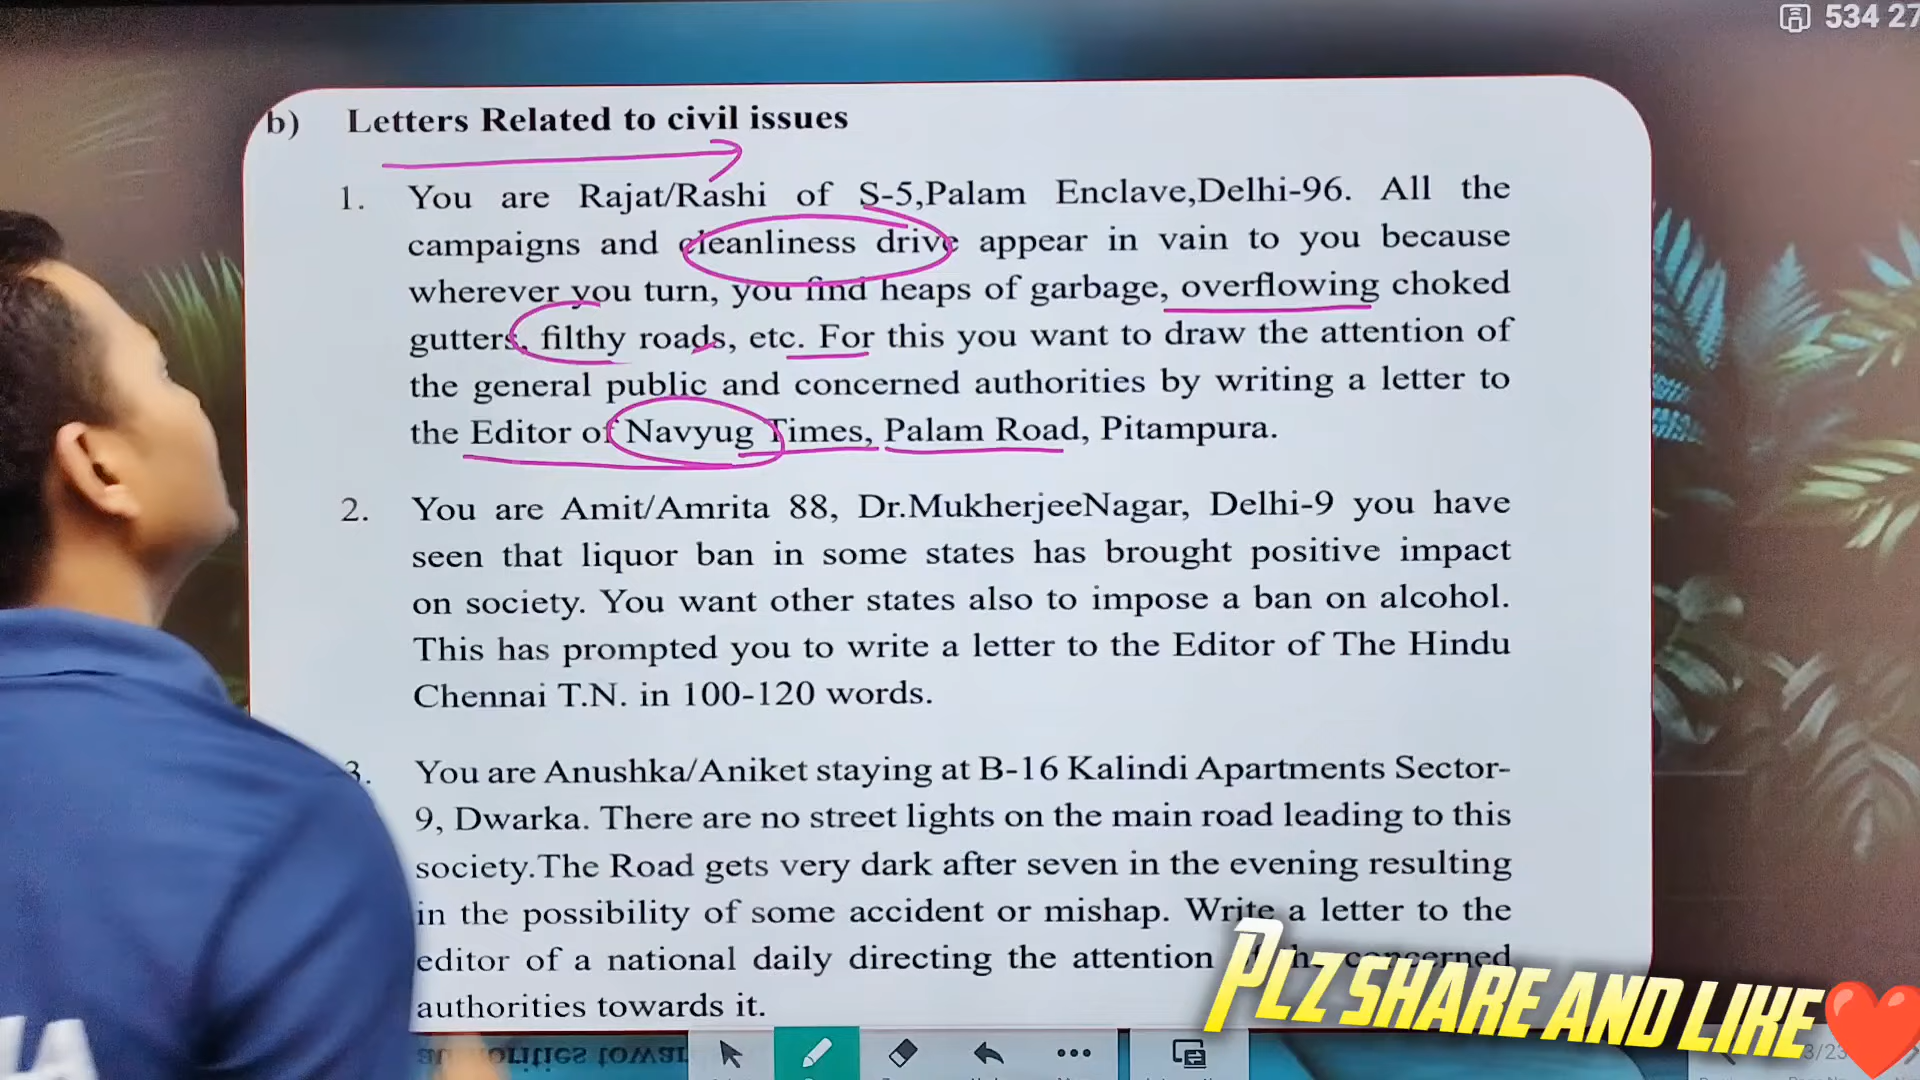 534 27
b) Letters Related to civil issues
1. You are Rajat/Rashi of S-5,Palam Enclave,Delhi-96. All the
campaigns and cleanliness drive appear in vain to you because
wherever you turn, you find heaps of garbage, overflowing choked
gutters, filthy roads, etc. For this you want to draw the attention of
the general public and concerned authorities by writing a letter to
the Editor of Navyug Times, Palam Road, Pitampura.
2. You are Amit/Amrita 88, Dr.MukherjeeNagar, Delhi-9 you have
seen that liquor ban in some states has brought positive impact
on society. You want other states also to impose a ban on alcohol.
This has prompted you to write a letter to the Editor of The Hindu
Chennai T.N. in 100-120 words.
3. You are Anushka/Aniket staying at B-16 Kalindi Apartments Sector-
9, Dwarka. There are no street lights on the main road leading to this
society.The Road gets very dark after seven in the evening resulting
in the possibility of some accident or mishap. Write a letter to the
editor of a national daily directing the attention concerned
authorities towards it.
PLZ SHARE AND LIKE